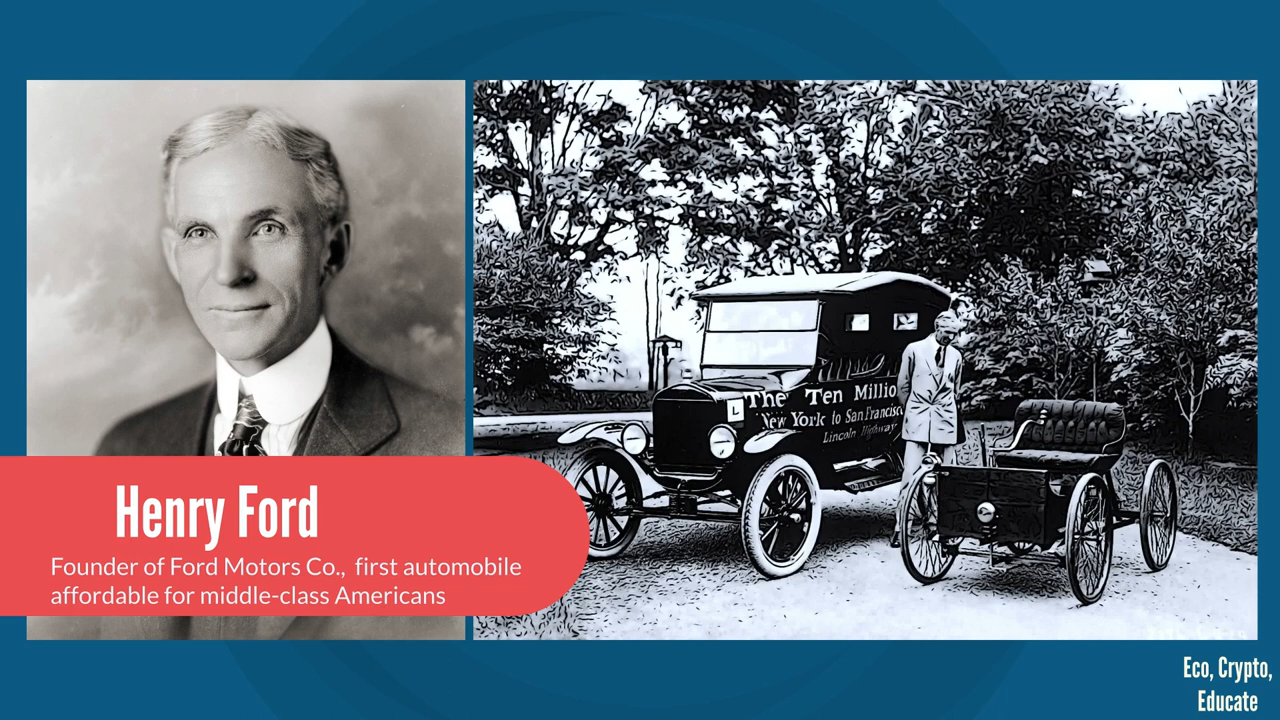 Henry Ford
Founder of Ford Motors Co., first automobile
affordable for middle-class Americans
The Ten Millio
New York to San Francisco
Lincoln Highway
L
Eco, Crypto,
Educate